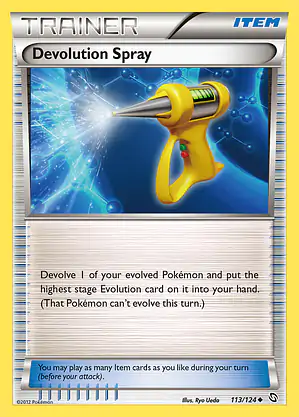 TRAINER ITEM
Devolution Spray
Devolve 1 of your evolved Pokémon and put the
highest stage Evolution card on it into your hand.
(That Pokémon can't evolve this turn.)
You may play as many Item cards as you like during your turn
(before your attack).
©2012 Pokémon Illus. Ryo Ueda 113/124